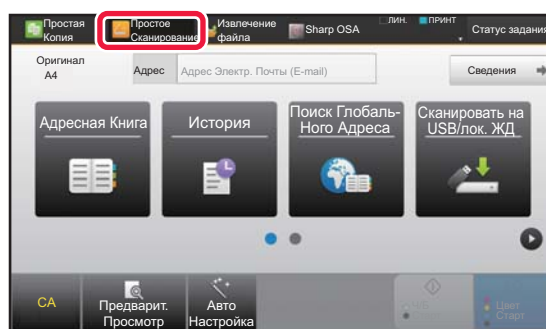 Простая
Копия
Простое
Сканирование
Извлечение
файла
Sharp OSA
ЛИН.
ПРИНТ
Статус задания
Оригинал
A4
Адрес
Адрес Электр. Почты (E-mail)
Сведения
Адресная Книга
История
Поиск Глобаль-
Ного Адреса
Сканировать на
USB/лок. ЖД
CA
Предварит.
Просмотр
Авто
Настройка
Ч/Б
Старт
Цвет
Старт